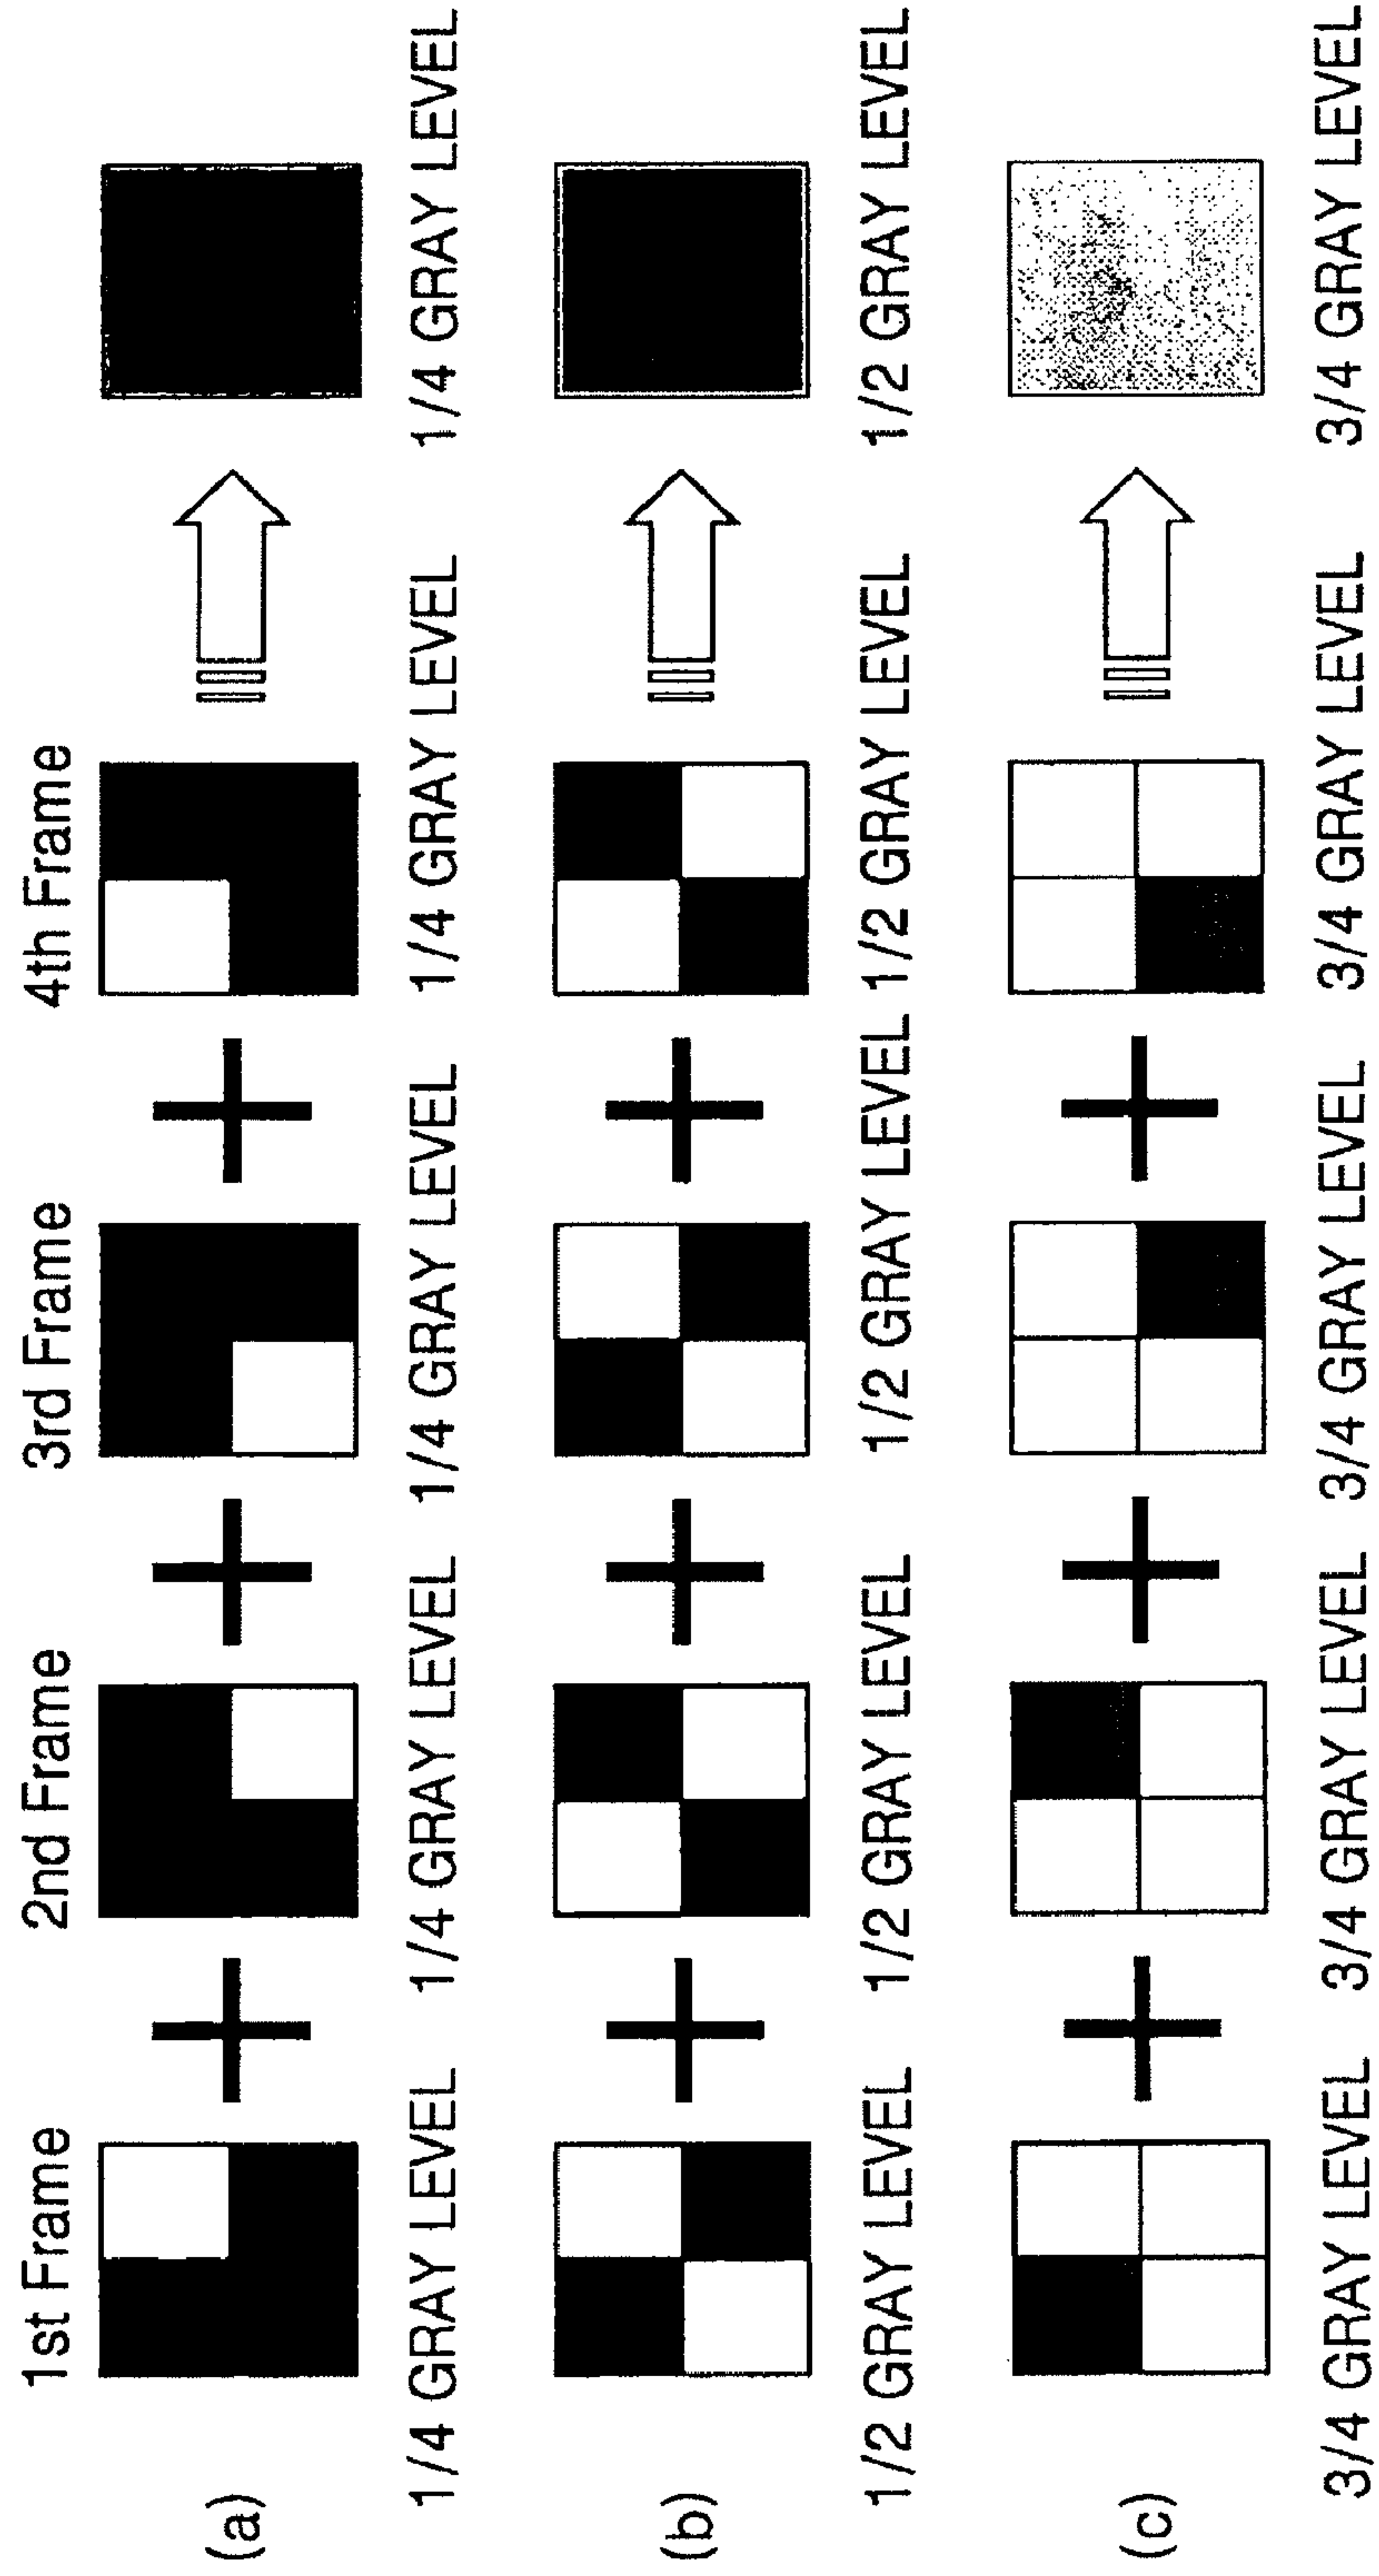 1st Frame 2nd Frame 3rd Frame 4th Frame
(a)
1/4 GRAY LEVEL 1/4 GRAY LEVEL 1/4 GRAY LEVEL 1/4 GRAY LEVEL 1/4 GRAY LEVEL
(b)
1/2 GRAY LEVEL 1/2 GRAY LEVEL 1/2 GRAY LEVEL 1/2 GRAY LEVEL 1/2 GRAY LEVEL
(c)
3/4 GRAY LEVEL 3/4 GRAY LEVEL 3/4 GRAY LEVEL 3/4 GRAY LEVEL 3/4 GRAY LEVEL